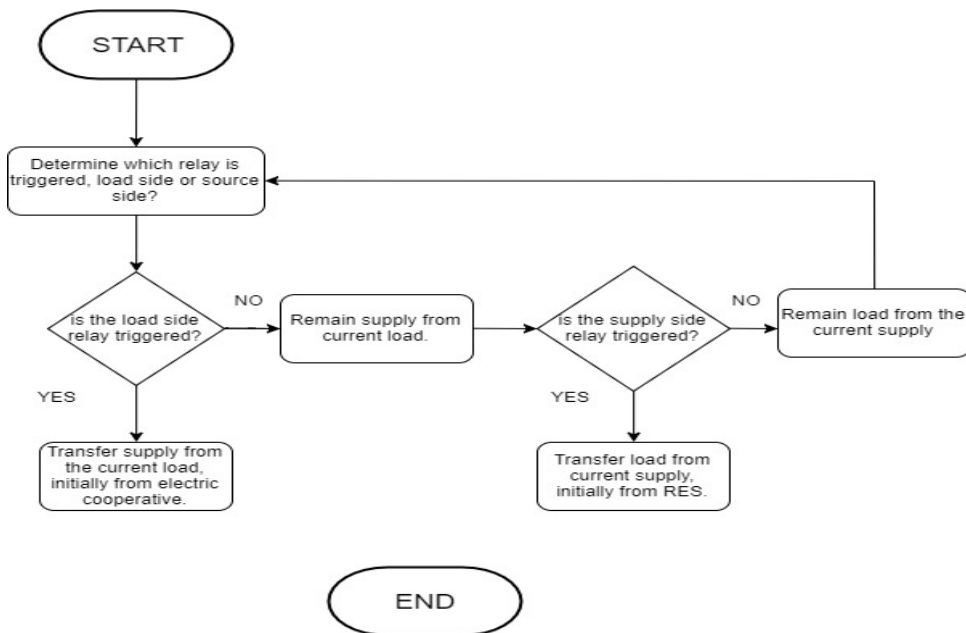 START
Determine which relay is
triggered, load side or source
side?
is the load side
relay triggered?
NO
Remain supply from
current load.
is the supply side
relay triggered?
NO
Remain load from the
current supply
YES
YES
Transfer supply from
the current load,
initially from electric
cooperative.
Transfer load from
current supply,
initially from RES.
END